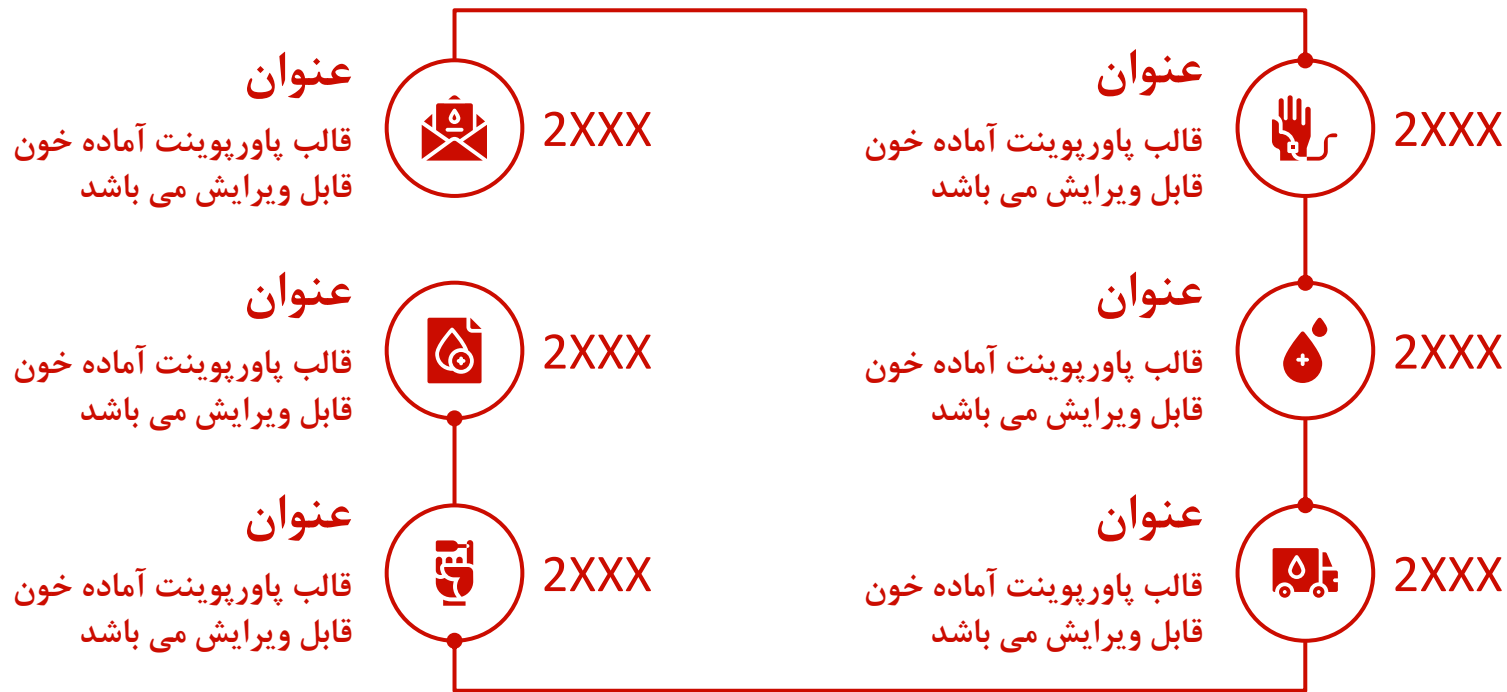 عنوان
قالب پاورپوینت آماده خون
قابل ویرایش می باشد
2XXX
عنوان
قالب پاورپوینت آماده خون
قابل ویرایش می باشد
2XXX
عنوان
قالب پاورپوینت آماده خون
قابل ویرایش می باشد
2XXX
عنوان
قالب پاورپوینت آماده خون
قابل ویرایش می باشد
2XXX
عنوان
قالب پاورپوینت آماده خون
قابل ویرایش می باشد
2XXX
عنوان
قالب پاورپوینت آماده خون
قابل ویرایش می باشد
2XXX